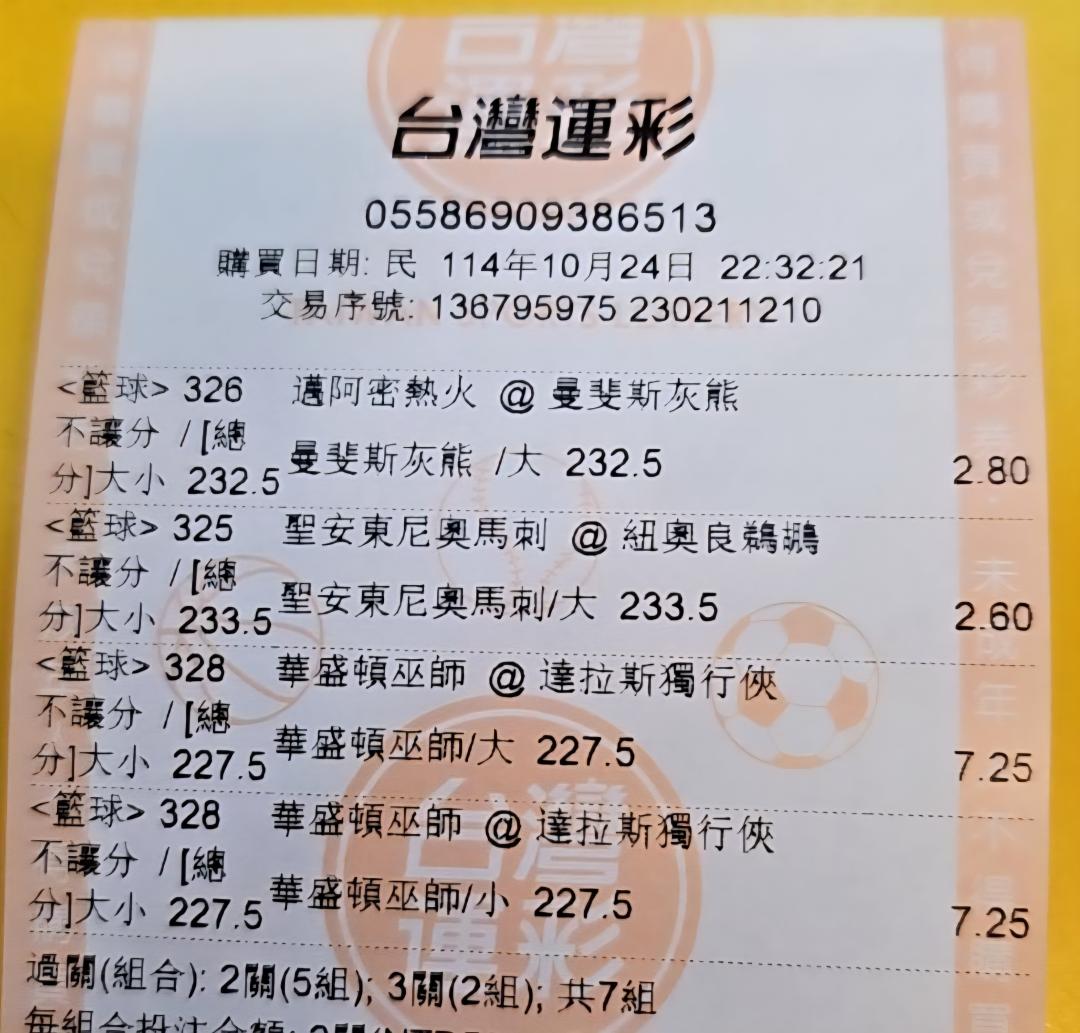 台灣運彩
05586909386513
購買日期: 民 114年10月24日 22:32:21
交易序號: 136795975 230211210
<籃球> 326 邁阿密熱火 @ 曼斐斯灰熊
不讓分 / [總
分]大小 232.5 曼斐斯灰熊 /大 232.5 2.80
<籃球> 325 聖安東尼奧馬刺 @ 紐奧良鵜鶘
不讓分 / [總
分]大小 233.5 聖安東尼奧馬刺/大 233.5 2.60
<籃球> 328 華盛頓巫師 @ 達拉斯獨行俠
不讓分 / [總
分]大小 227.5 華盛頓巫師/大 227.5 7.25
<籃球> 328 華盛頓巫師 @ 達拉斯獨行俠
不讓分 / [總
分]大小 227.5 華盛頓巫師/小 227.5 7.25
過關(組合): 2關(5組); 3關(2組); 共7組
每組合投注金額: